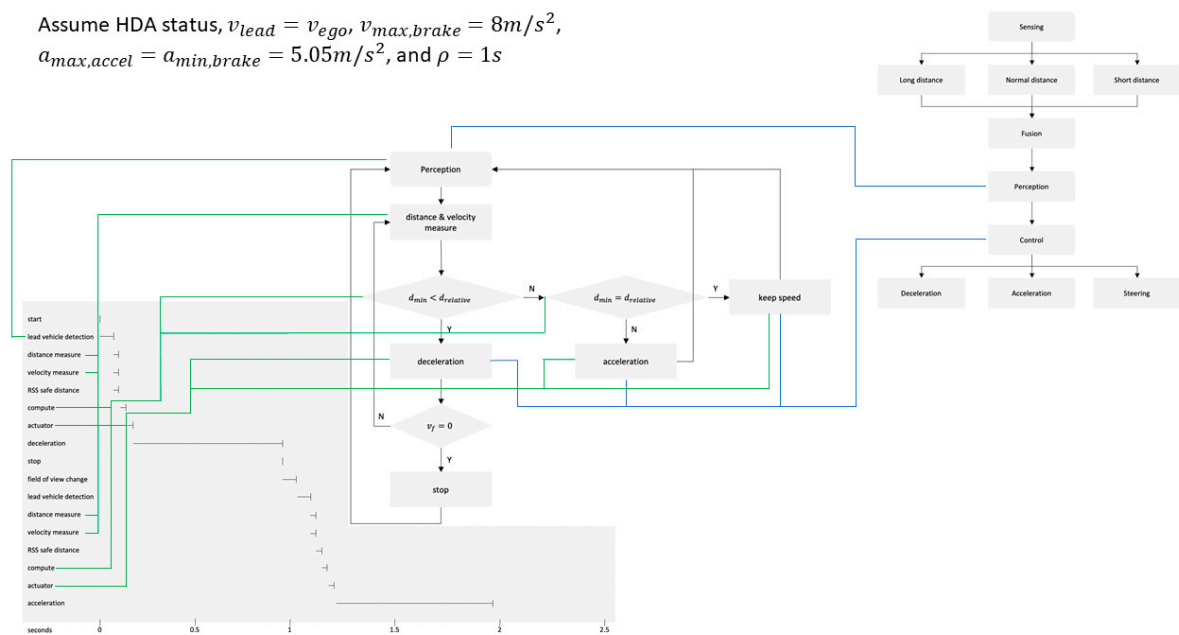 Assume HDA status, v_lead = v_ego, v_max,brake = 8m/s²,
a_max,accel = a_min,brake = 5.05m/s², and ρ = 1s
Sensing
Long distance
Normal distance
Short distance
Fusion
Perception
Control
Deceleration
Acceleration
Steering
Perception
distance & velocity
measure
d_min < d_relative
N
d_min = d_relative
Y
keep speed
Y
N
deceleration
acceleration
N
v_f = 0
Y
stop
start
lead vehicle detection
distance measure
velocity measure
RSS safe distance
compute
actuator
deceleration
stop
field of view change
lead vehicle detection
distance measure
velocity measure
RSS safe distance
compute
actuator
acceleration
seconds
0
0.5
1
1.5
2
2.5